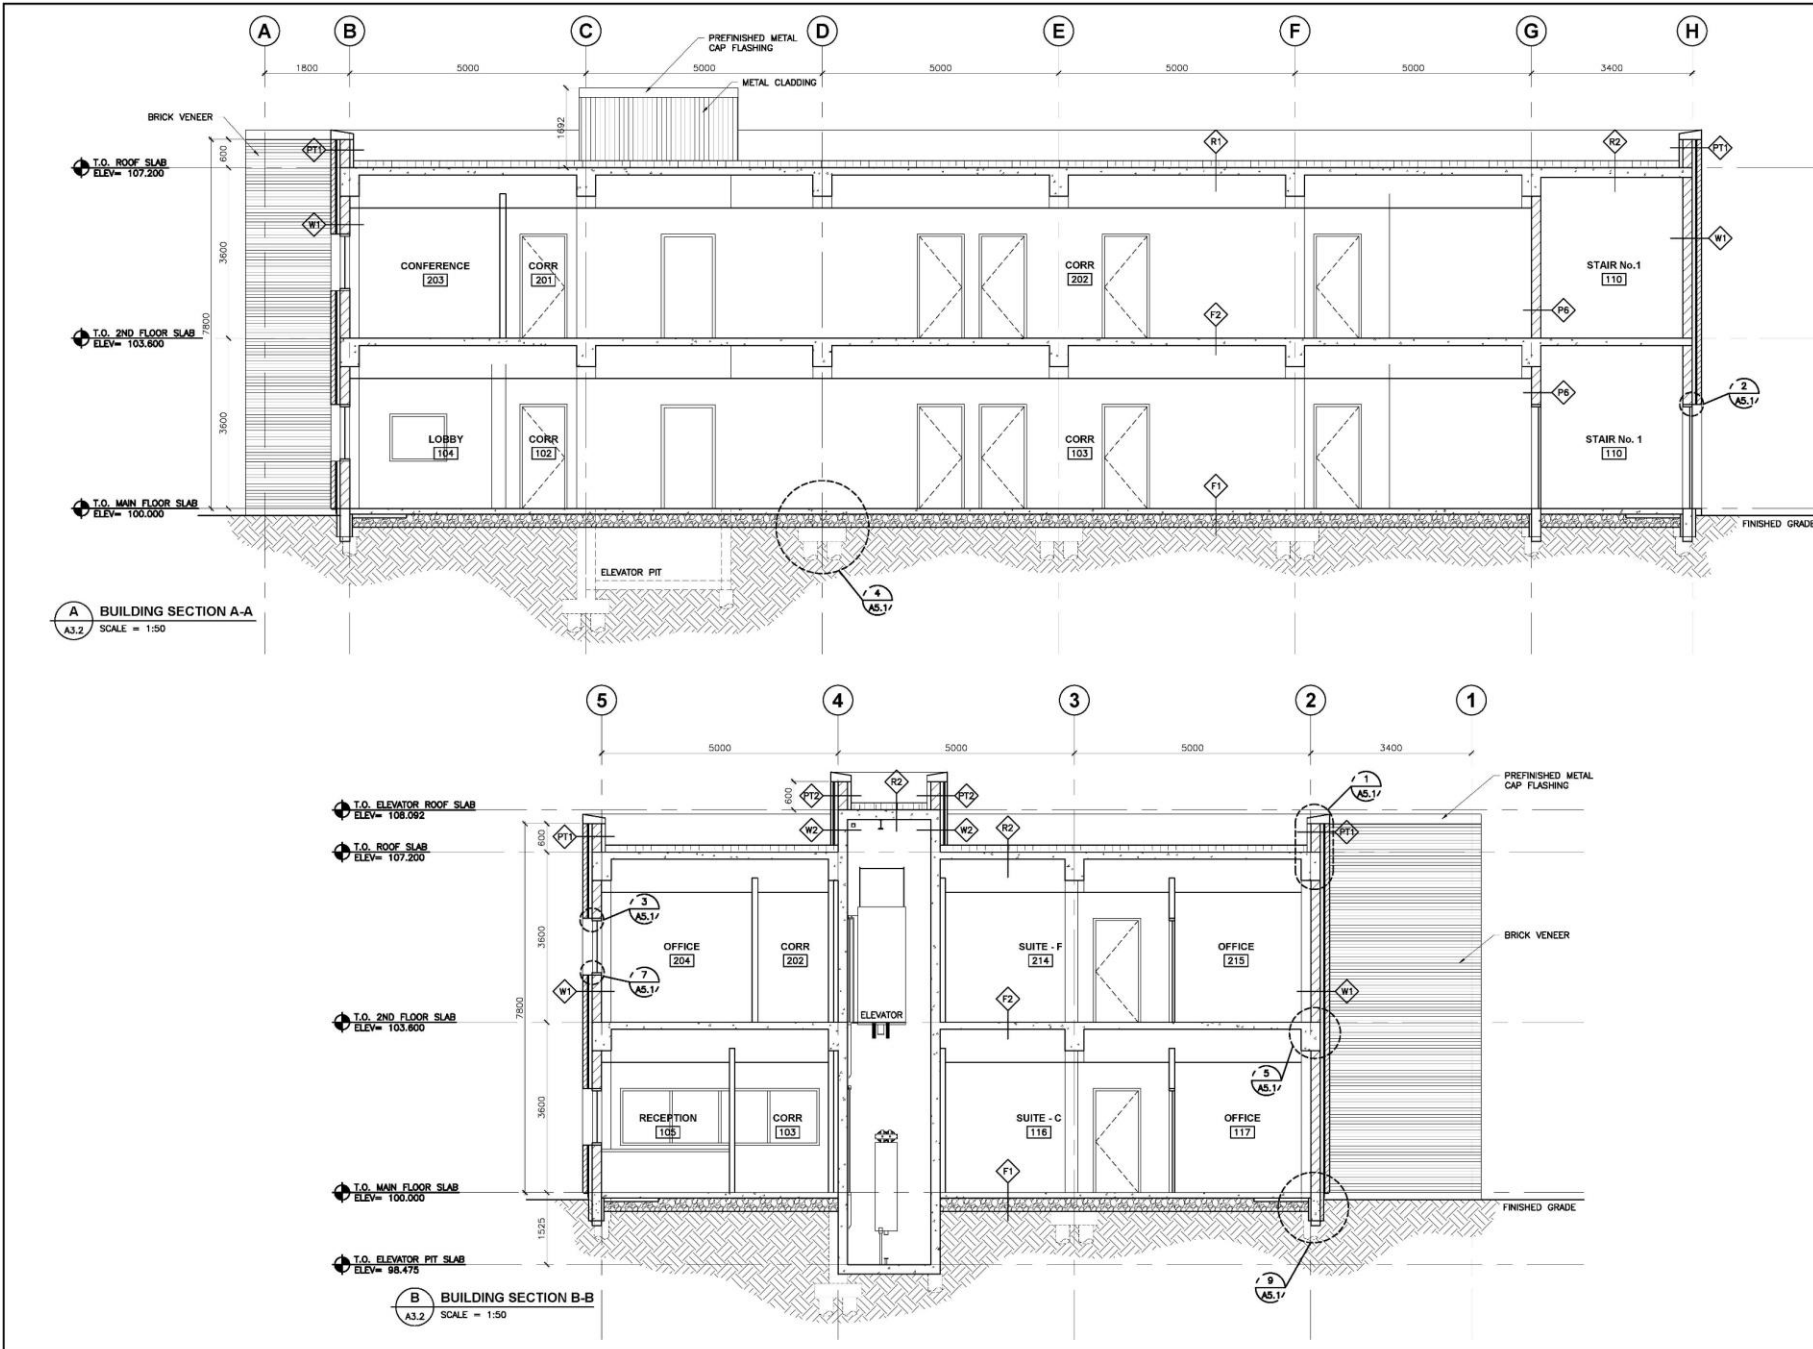 A B C D E F G H
PREFINISHED METAL
CAP FLASHING
1800 5000 5000 5000 5000 5000 3400
METAL CLADDING
BRICK VENEER
1692
600
PT1 R1 R2 PT1
T.O. ROOF SLAB
ELEV= 107.200
W1 W1
3600
7800
CONFERENCE CORR CORR STAIR No.1
203 201 202 110
F2 P6
T.O. 2ND FLOOR SLAB
ELEV= 103.600
P6
2
A5.1
3600
LOBBY CORR CORR STAIR No. 1
104 102 103 110
F1
T.O. MAIN FLOOR SLAB
ELEV= 100.000
FINISHED GRADE
ELEVATOR PIT
4
A5.1
A BUILDING SECTION A-A
A3.2 SCALE = 1:50
5 4 3 2 1
5000 5000 5000 3400
PREFINISHED METAL
CAP FLASHING
1
A5.1
R2
PT2 PT2
600
T.O. ELEVATOR ROOF SLAB
ELEV= 108.092
W2 W2 R2
PT1 PT1
600
T.O. ROOF SLAB
ELEV= 107.200
3
A5.1
BRICK VENEER
3600
OFFICE CORR SUITE - F OFFICE
204 202 214 215
7
A5.1
W1 W1
7800
F2
ELEVATOR
T.O. 2ND FLOOR SLAB
ELEV= 103.600
5
A5.1
3600
RECEPTION CORR SUITE - C OFFICE
105 103 116 117
F1
T.O. MAIN FLOOR SLAB
ELEV= 100.000
FINISHED GRADE
1525
T.O. ELEVATOR PIT SLAB
ELEV= 98.475
9
A5.1
B BUILDING SECTION B-B
A3.2 SCALE = 1:50